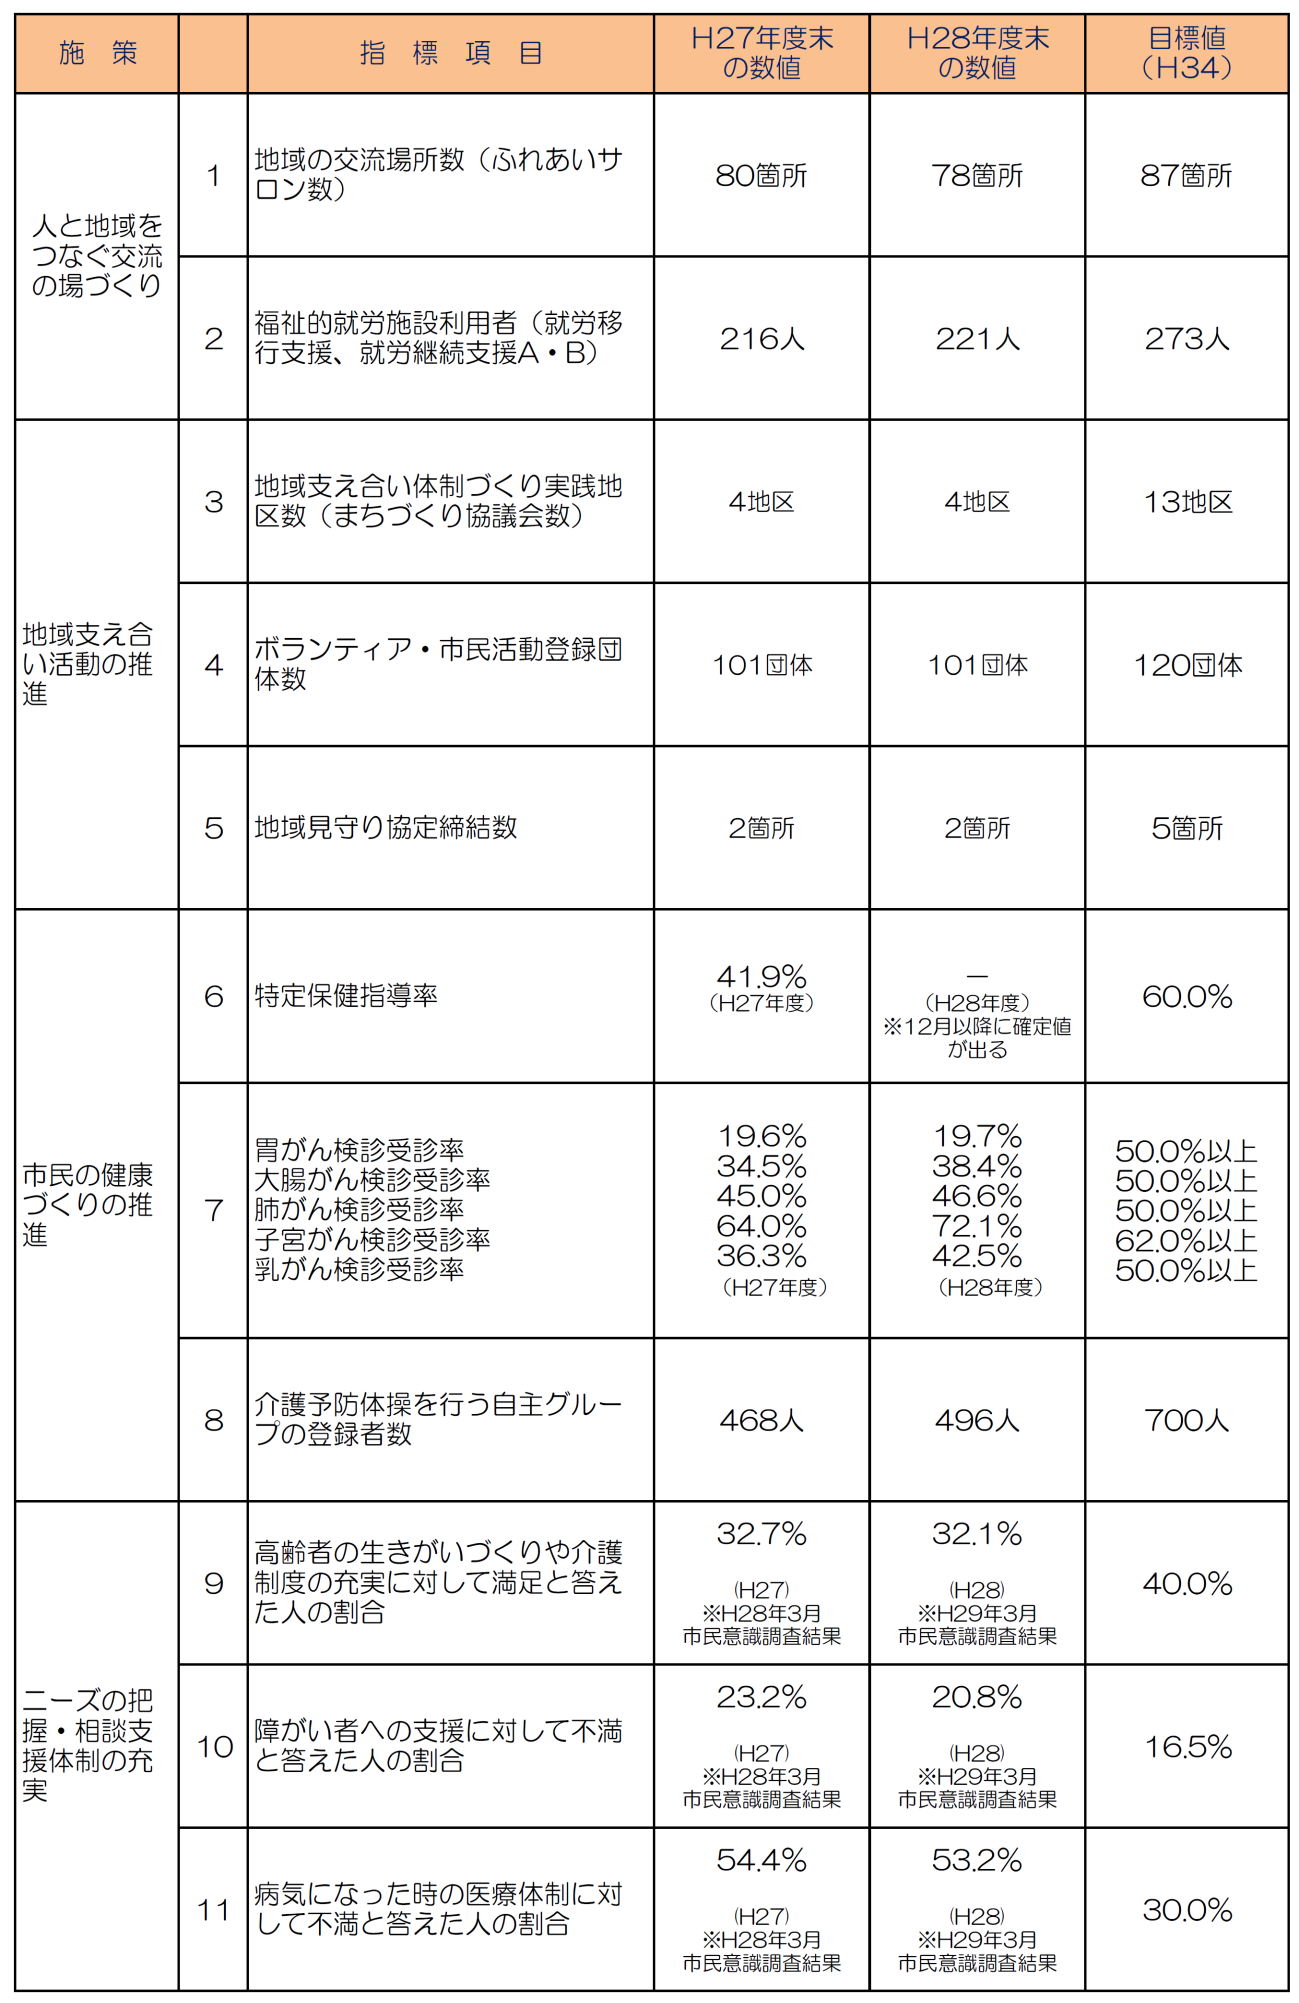 施　策
指　標　項　目
H27年度末
の数値
H28年度末
の数値
目標値
（H34）
人と地域を
つなぐ交流
の場づくり
1
地域の交流場所数（ふれあいサ
ロン数）
80箇所
78箇所
87箇所
2
福祉的就労施設利用者（就労移
行支援、就労継続支援A・B）
216人
221人
273人
地域支え合
い活動の推
進
3
地域支え合い体制づくり実践地
区数（まちづくり協議会数）
4地区
4地区
13地区
4
ボランティア・市民活動登録団
体数
101団体
101団体
120団体
5
地域見守り協定締結数
2箇所
2箇所
5箇所
市民の健康
づくりの推
進
6
特定保健指導率
41.9%
（H27年度）
―
（H28年度）
※12月以降に確定値
が出る
60.0%
7
胃がん検診受診率
大腸がん検診受診率
肺がん検診受診率
子宮がん検診受診率
乳がん検診受診率
19.6%
34.5%
45.0%
64.0%
36.3%
（H27年度）
19.7%
38.4%
46.6%
72.1%
42.5%
（H28年度）
50.0%以上
50.0%以上
50.0%以上
62.0%以上
50.0%以上
8
介護予防体操を行う自主グルー
プの登録者数
468人
496人
700人
ニーズの把
握・相談支
援体制の充
実
9
高齢者の生きがいづくりや介護
制度の充実に対して満足と答え
た人の割合
32.7%
(H27)
※H28年3月
市民意識調査結果
32.1%
(H28)
※H29年3月
市民意識調査結果
40.0%
10
障がい者への支援に対して不満
と答えた人の割合
23.2%
(H27)
※H28年3月
市民意識調査結果
20.8%
(H28)
※H29年3月
市民意識調査結果
16.5%
11
病気になった時の医療体制に対
して不満と答えた人の割合
54.4%
(H27)
※H28年3月
市民意識調査結果
53.2%
(H28)
※H29年3月
市民意識調査結果
30.0%